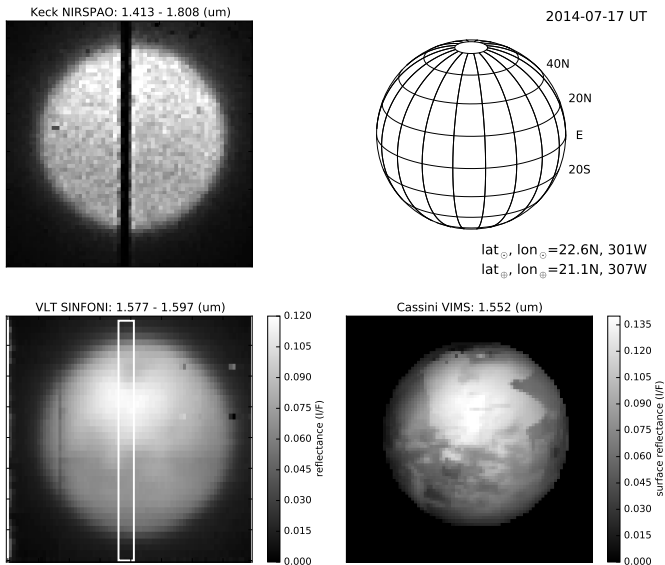 Keck NIRSPAO: 1.413 - 1.808 (um)
2014-07-17 UT
40N
20N
E
20S
lat☉, lon☉=22.6N, 301W
lat⊕, lon⊕=21.1N, 307W
VLT SINFONI: 1.577 - 1.597 (um)
0.120
0.105
0.090
0.075
0.060
0.045
0.030
0.015
0.000
reflectance (I/F)
Cassini VIMS: 1.552 (um)
0.135
0.120
0.105
0.090
0.075
0.060
0.045
0.030
0.015
0.000
surface reflectance (I/F)